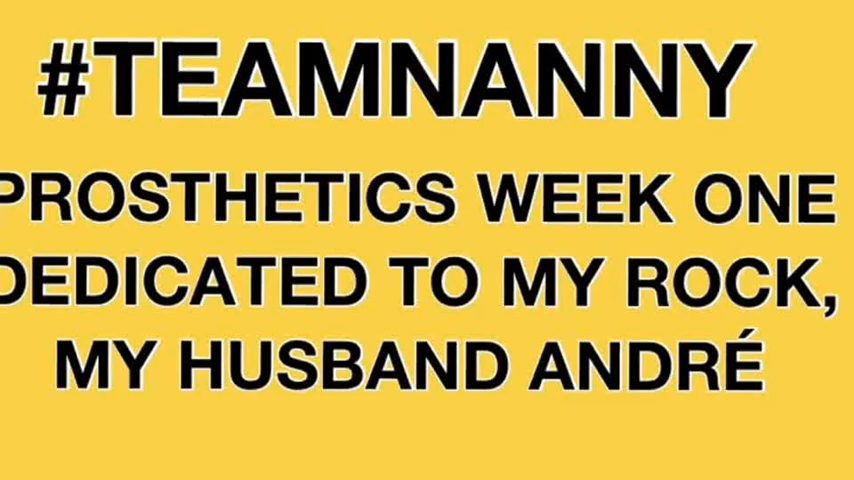 #TEAMNANNY
PROSTHETICS WEEK ONE
DEDICATED TO MY ROCK,
MY HUSBAND ANDRÉ